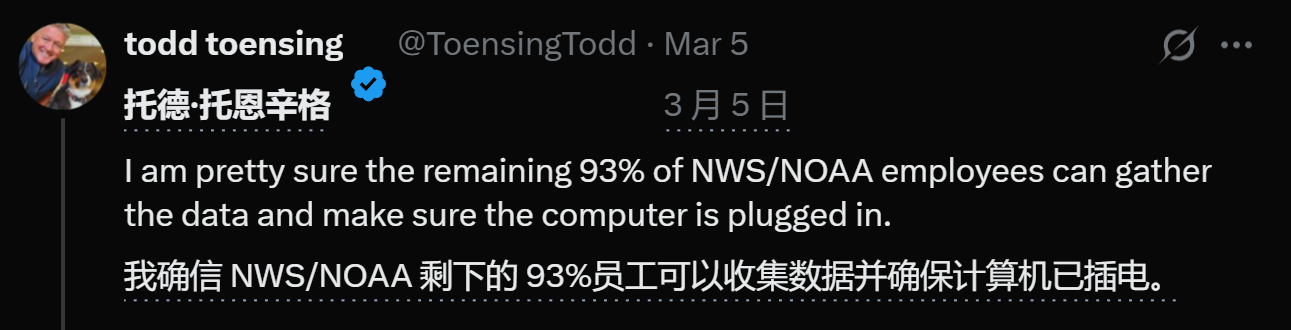 todd toensing @ToensingTodd · Mar 5
托德·托恩辛格 3 月 5 日
I am pretty sure the remaining 93% of NWS/NOAA employees can gather
the data and make sure the computer is plugged in.
我确信 NWS/NOAA 剩下的 93%员工可以收集数据并确保计算机已插电。